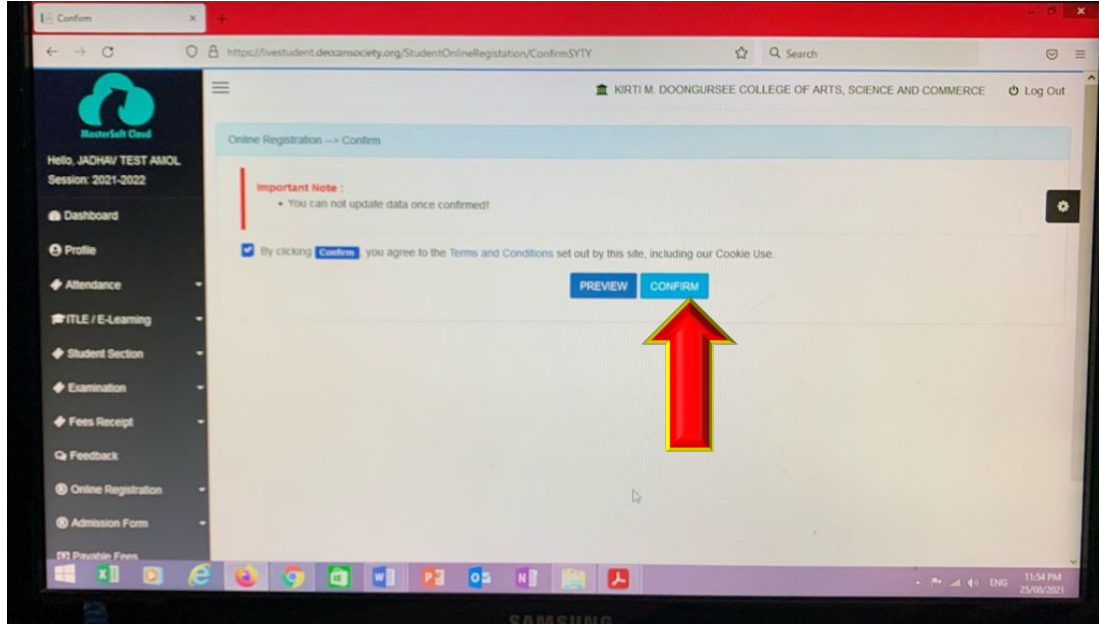 Confirm
https://livestudent.deccansociety.org/StudentOnlineRegistation/ConfirmSYTY
Search
MasterSoft Cloud
KIRTI M. DOONGURSEE COLLEGE OF ARTS, SCIENCE AND COMMERCE
Log Out
Hello, JADHAV TEST AMOL
Session: 2021-2022
Online Registration --> Confirm
Important Note :
You can not update data once confirmed!
By clicking Confirm, you agree to the Terms and Conditions set out by this site, including our Cookie Use.
PREVIEW CONFIRM
Dashboard
Profile
Attendance
ITLE / E-Learning
Student Section
Examination
Fees Receipt
Feedback
Online Registration
Admission Form
Payable Fees
ENG
11:54 PM
25/08/2021
SAMSUNG